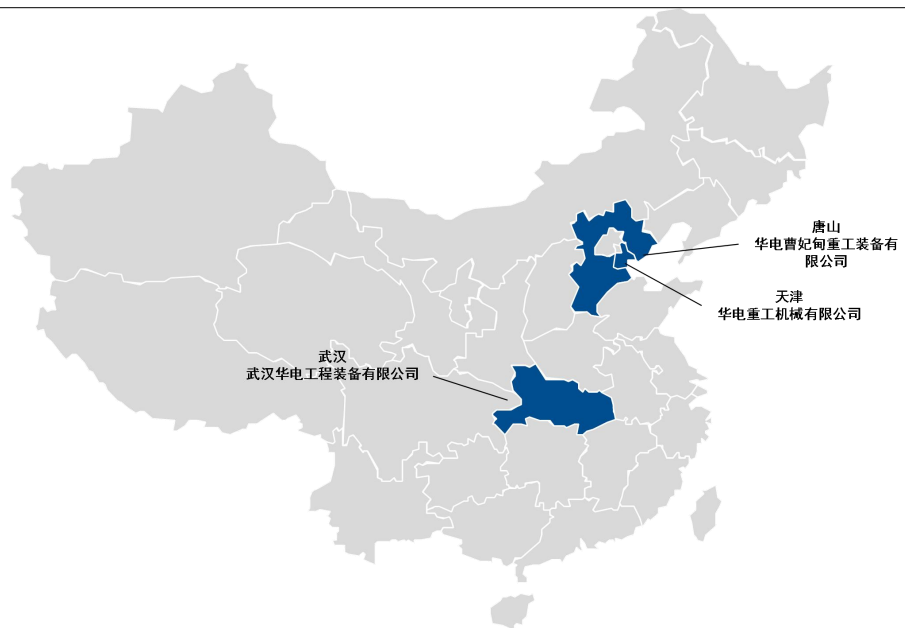 唐山
华电曹妃甸重工装备有
限公司
天津
华电重工机械有限公司
武汉
武汉华电工程装备有限公司